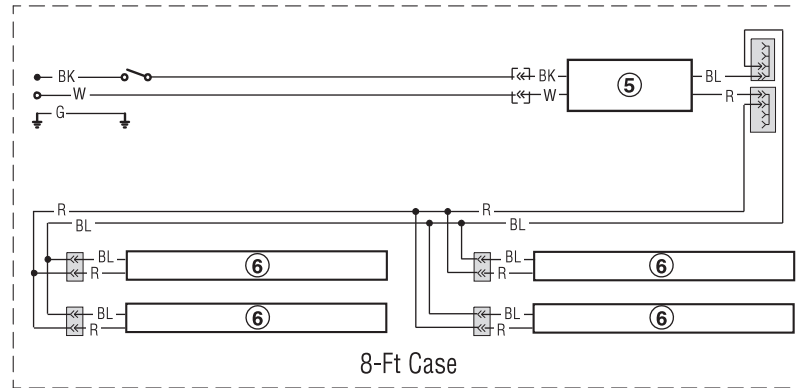 BK BK 5 BL
W W R
G
R R
BL BL
BL 6 BL 6
R R
BL 6 BL 6
R R
8-Ft Case